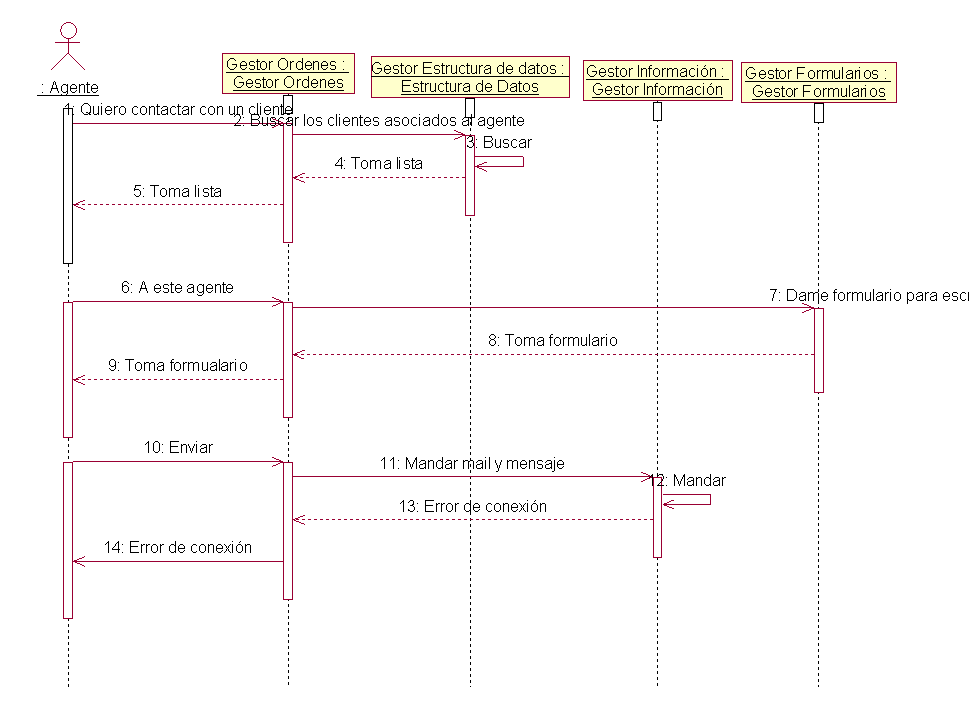 : Agente
Gestor Ordenes :
Gestor Ordenes
Gestor Estructura de datos :
Estructura de Datos
Gestor Información :
Gestor Información
Gestor Formularios :
Gestor Formularios
1: Quiero contactar con un cliente
2: Buscar los clientes asociados al agente
3: Buscar
4: Toma lista
5: Toma lista
6: A este agente
7: Dame formulario para escr
8: Toma formulario
9: Toma formualario
10: Enviar
11: Mandar mail y mensaje
12: Mandar
13: Error de conexión
14: Error de conexión